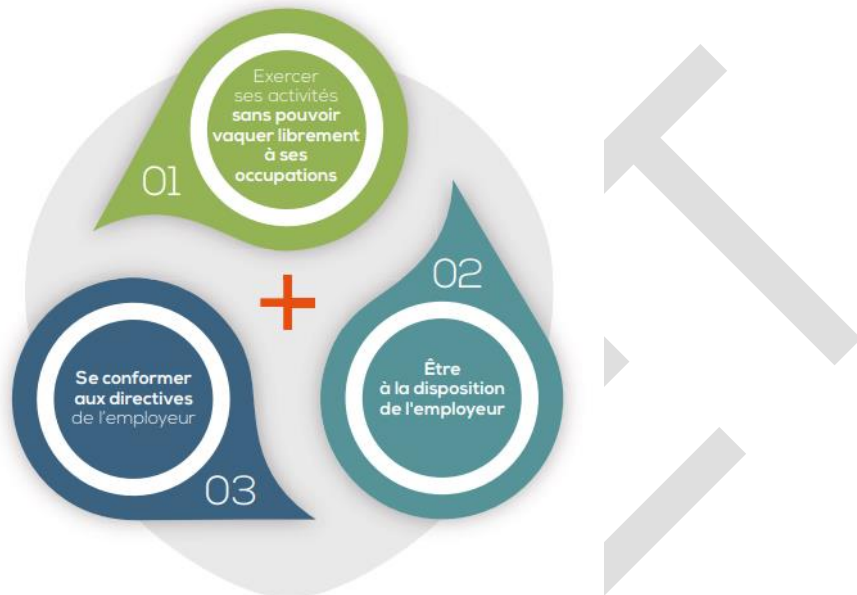 Exercer
ses activités
sans pouvoir
vaquer librement
à ses
occupations
01
02
Être
à la disposition
de l'employeur
Se conformer
aux directives
de l'employeur
03